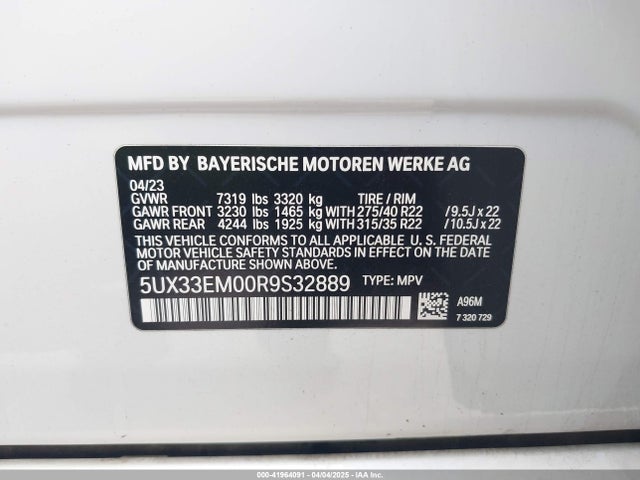 MFD BY BAYERISCHE MOTOREN WERKE AG
04/23
GVWR 7319 lbs 3320 kg TIRE / RIM
GAWR FRONT 3230 lbs 1465 kg WITH 275/40 R22 / 9.5J x 22
GAWR REAR 4244 lbs 1925 kg WITH 315/35 R22 / 10.5J x 22
THIS VEHICLE CONFORMS TO ALL APPLICABLE U. S. FEDERAL
MOTOR VEHICLE SAFETY STANDARDS IN EFFECT ON THE DATE
OF MANUFACTURE SHOWN ABOVE.
5UX33EM00R9S32889 TYPE: MPV
A96M
7 320 729
000-41964091 - 04/04/2025 - IAAI Inc.